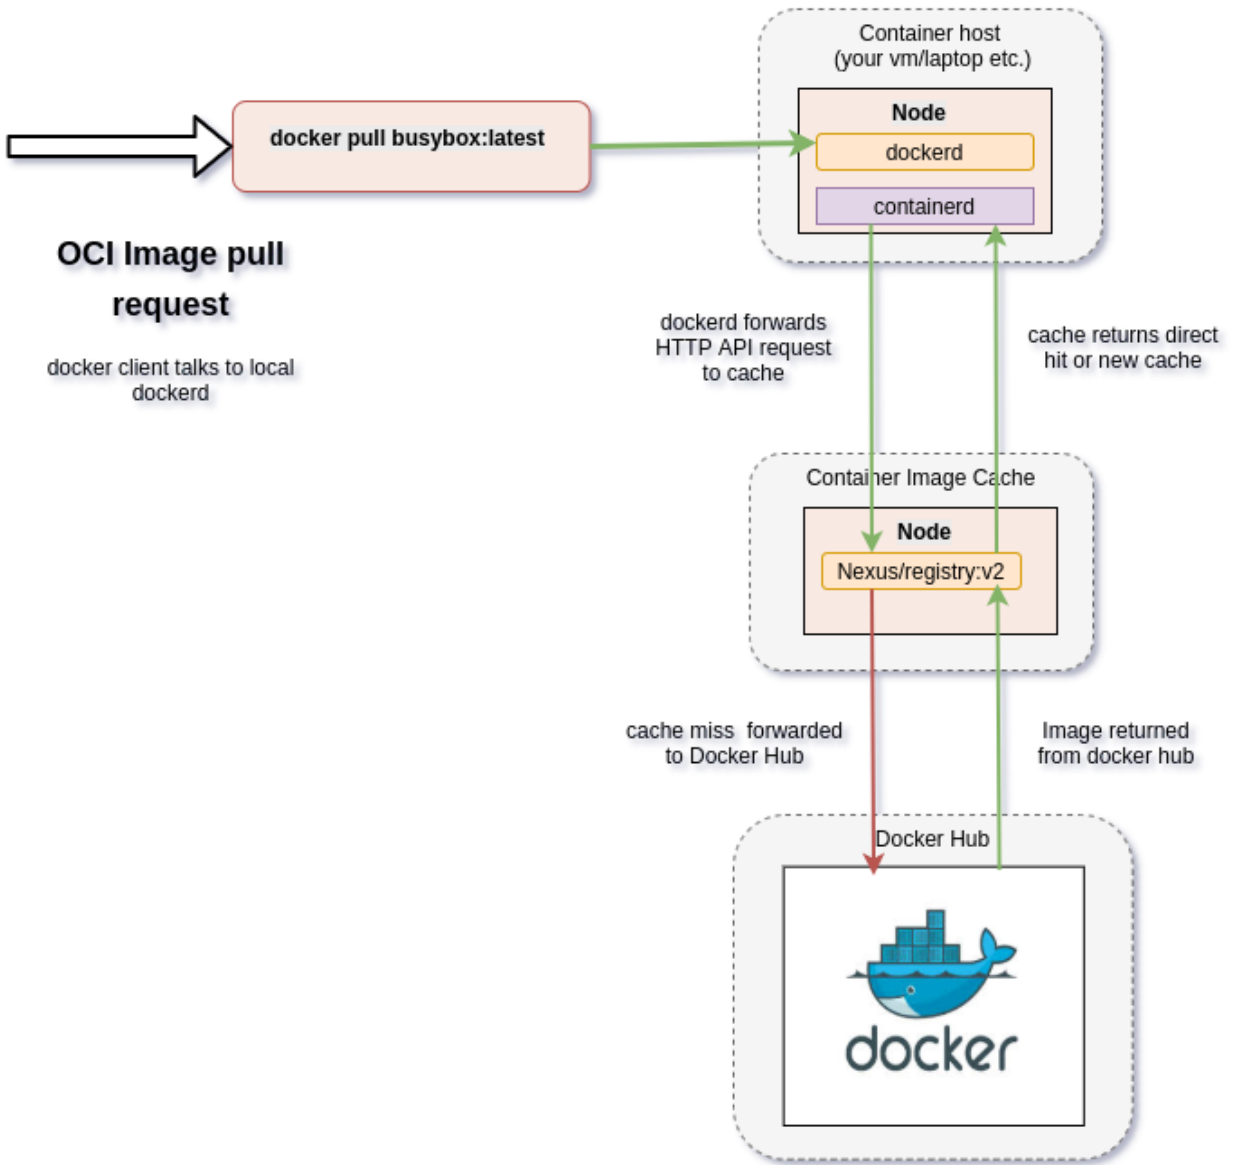 Container host
(your vm/laptop etc.)
Node
docker pull busybox:latest
dockerd
containerd
OCI Image pull
request
docker client talks to local
dockerd
dockerd forwards
HTTP API request
to cache
cache returns direct
hit or new cache
Container Image Cache
Node
Nexus/registry:v2
cache miss  forwarded
to Docker Hub
Image returned
from docker hub
Docker Hub
docker